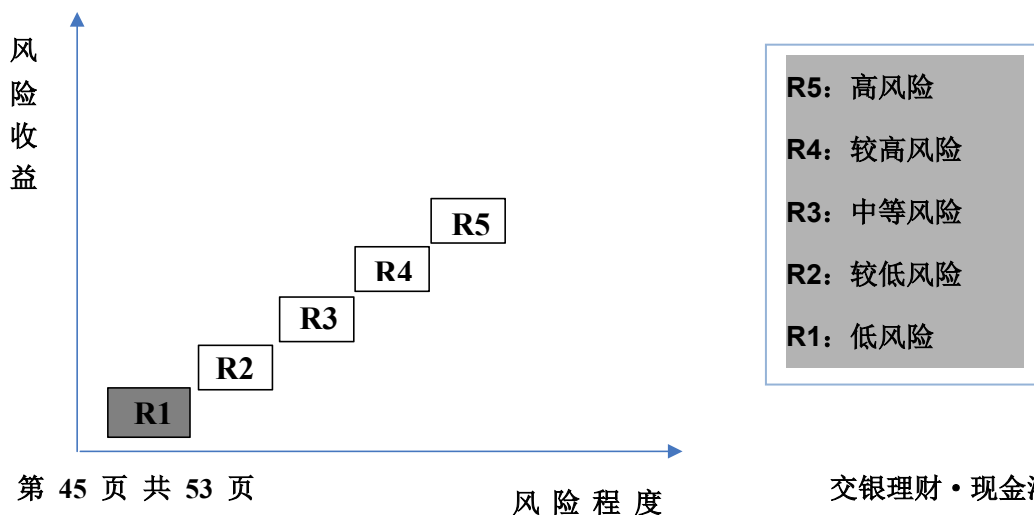 风
险
收
益
R5
R4
R3
R2
R1
R5：高风险
R4：较高风险
R3：中等风险
R2：较低风险
R1：低风险
风 险 程 度
第 45 页 共 53 页
交银理财·现金